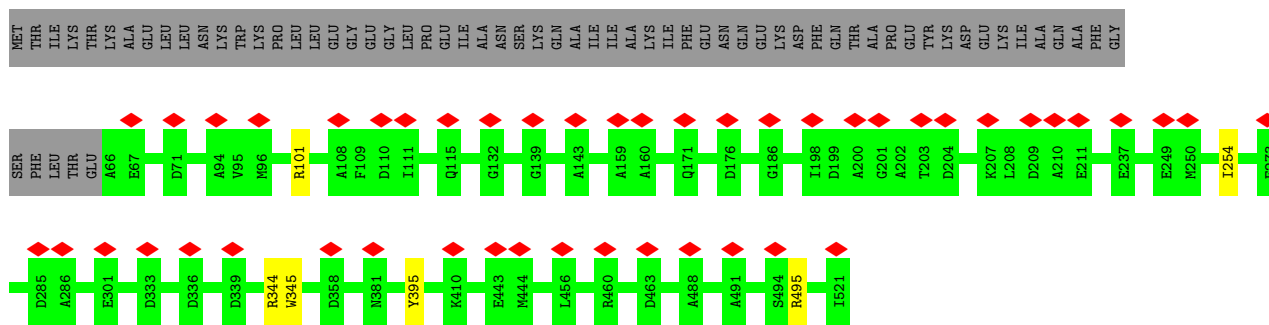 MET THR ILE LYS THR LYS ALA GLU LEU LEU ASN LYS TRP LYS PRO LEU LEU GLU GLY GLU GLY LEU PRO GLU ILE ALA ASN SER LYS GLN ALA ILE ILE ALA LYS ILE PHE GLU ASN GLN GLU LYS ASP PHE GLN THR ALA PRO GLU TYR LYS ASP GLU LYS ILE ALA GLN ALA PHE GLY
SER PHE LEU THR GLU A66 E67 D71 A94 V95 M96 R101 A108 F109 D110 I111 Q115 G132 G139 A143 A159 A160 Q171 D176 G186 I198 D199 A200 G201 A202 T203 D204 K207 L208 D209 A210 E211 E237 E249 M250 I254
D285 A286 E301 D333 D336 D339 R344 W345 D358 N381 Y395 K410 E443 M444 L456 R460 D463 A488 A491 S494 R495 I521